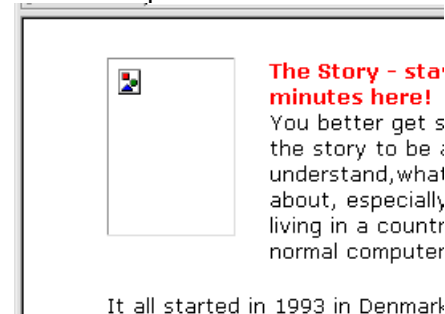 The Story - sta
minutes here!
You better get s
the story to be a
understand,what
about, especially
living in a countr
normal computer
It all started in 1993 in Denmark